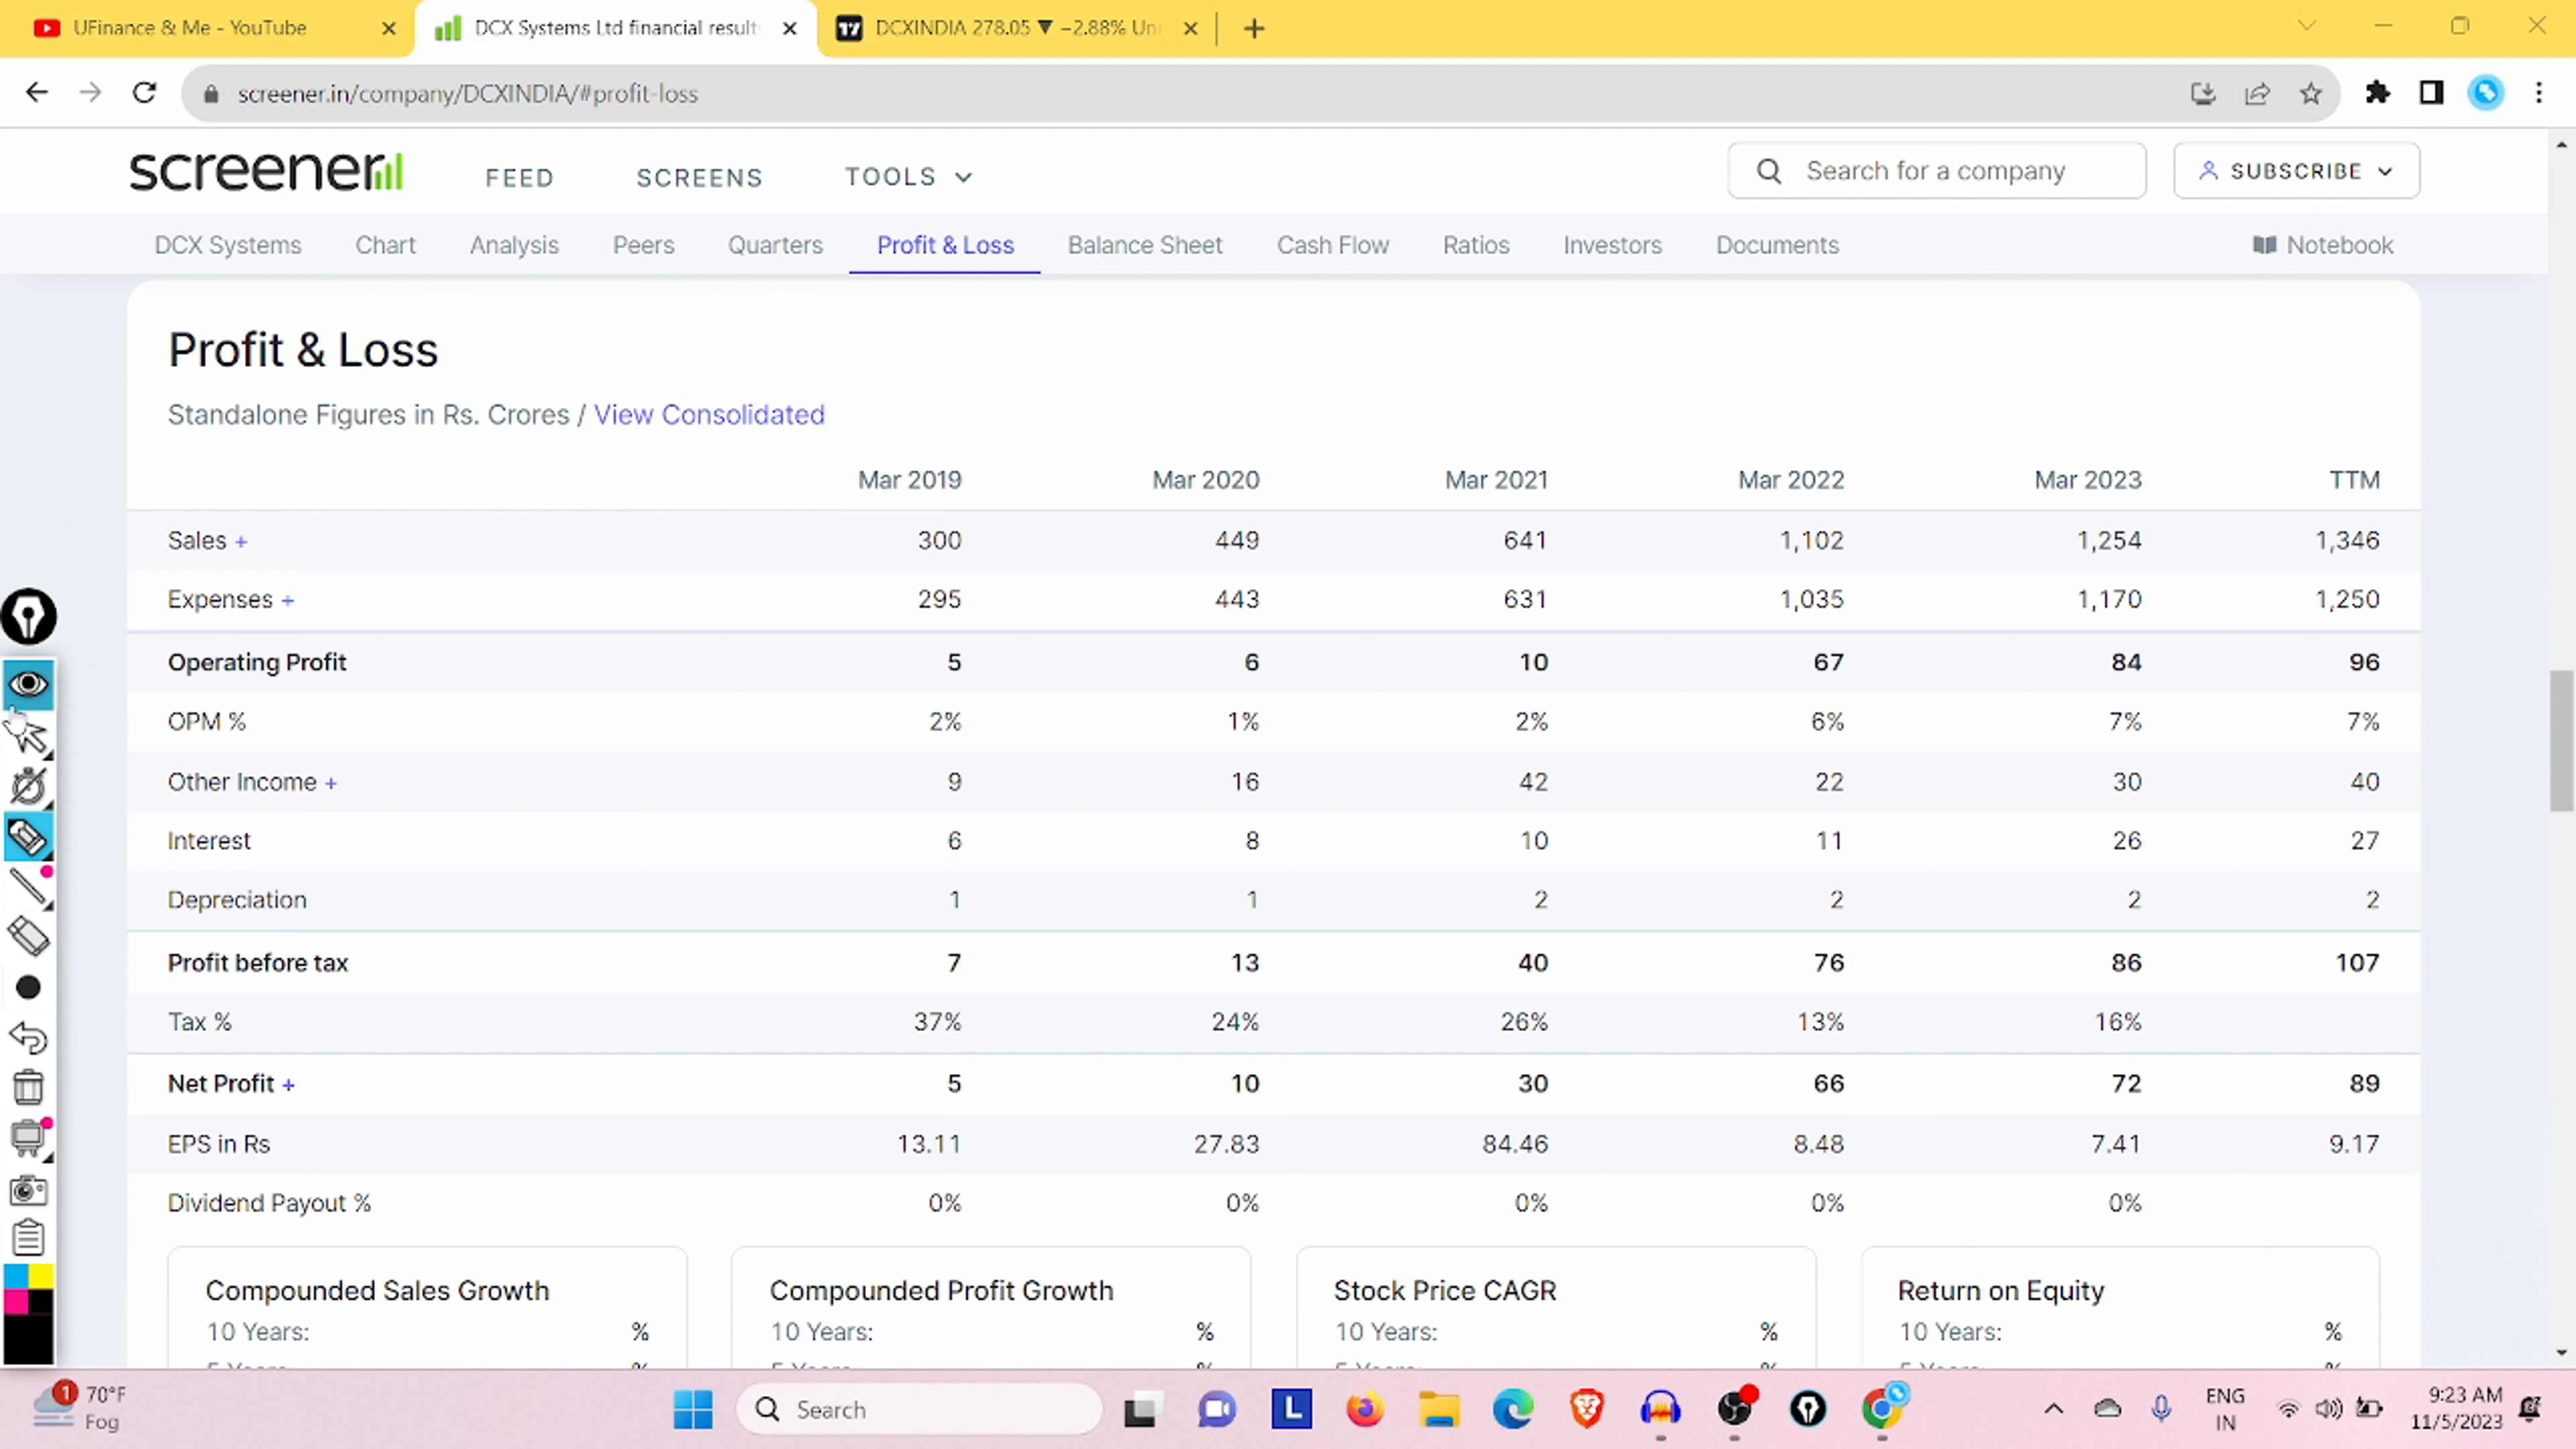 UFinance & Me - YouTube
DCX Systems Ltd financial result
DCXINDIA 278.05 ▼ −2.88% Un
screener.in/company/DCXINDIA/#profit-loss
screener
FEED
SCREENS
TOOLS
Search for a company
SUBSCRIBE
DCX Systems Chart Analysis Peers Quarters Profit & Loss Balance Sheet Cash Flow Ratios Investors Documents Notebook
Profit & Loss
Standalone Figures in Rs. Crores / View Consolidated
Mar 2019 Mar 2020 Mar 2021 Mar 2022 Mar 2023 TTM
Sales + 300 449 641 1,102 1,254 1,346
Expenses + 295 443 631 1,035 1,170 1,250
Operating Profit 5 6 10 67 84 96
OPM % 2% 1% 2% 6% 7% 7%
Other Income + 9 16 42 22 30 40
Interest 6 8 10 11 26 27
Depreciation 1 1 2 2 2 2
Profit before tax 7 13 40 76 86 107
Tax % 37% 24% 26% 13% 16%
Net Profit + 5 10 30 66 72 89
EPS in Rs 13.11 27.83 84.46 8.48 7.41 9.17
Dividend Payout % 0% 0% 0% 0% 0%
Compounded Sales Growth
10 Years: %
Compounded Profit Growth
10 Years: %
Stock Price CAGR
10 Years: %
Return on Equity
10 Years: %
1
70°F
Fog
Search
L
ENG
IN
9:23 AM
11/5/2023